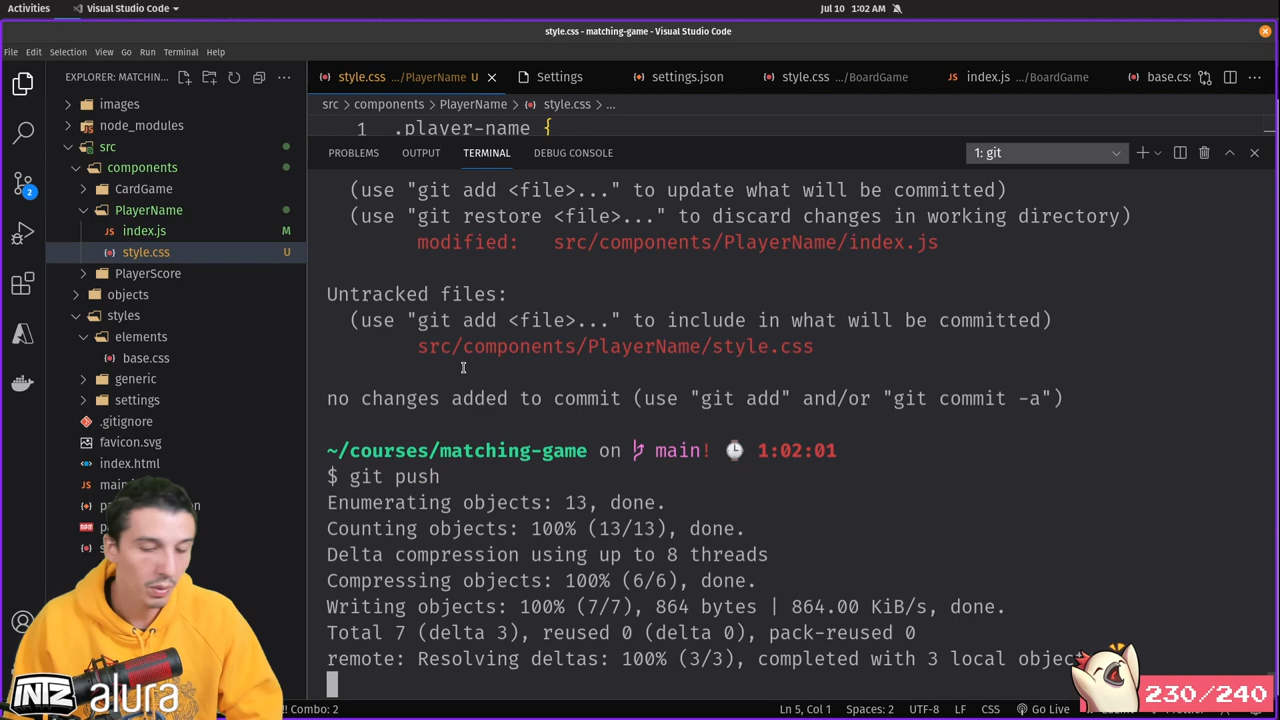 Activities
Visual Studio Code
Jul 10 1:02 AM
style.css - matching-game - Visual Studio Code
File Edit Selection View Go Run Terminal Help
EXPLORER: MATCHIN...
style.css .../PlayerName U
Settings
settings.json
style.css .../BoardGame
index.js .../BoardGame
base.css
src components PlayerName style.css ...
1 .player-name {
images
node_modules
src
components
CardGame
PlayerName
index.js M
style.css U
PlayerScore
objects
styles
elements
base.css
generic
settings
.gitignore
favicon.svg
index.html
2
PROBLEMS OUTPUT TERMINAL DEBUG CONSOLE
1: git
(use "git add <file>..." to update what will be committed)
(use "git restore <file>..." to discard changes in working directory)
modified: src/components/PlayerName/index.js
Untracked files:
(use "git add <file>..." to include in what will be committed)
src/components/PlayerName/style.css
no changes added to commit (use "git add" and/or "git commit -a")
~/courses/matching-game on main! 1:02:01
$ git push
Enumerating objects: 13, done.
Counting objects: 100% (13/13), done.
Delta compression using up to 8 threads
Compressing objects: 100% (6/6), done.
Writing objects: 100% (7/7), 864 bytes | 864.00 KiB/s, done.
Total 7 (delta 3), reused 0 (delta 0), pack-reused 0
remote: Resolving deltas: 100% (3/3), completed with 3 local
INTZ alura
230/240
Combo: 2
Ln 5, Col 1 Spaces: 2 UTF-8 LF CSS Go Live